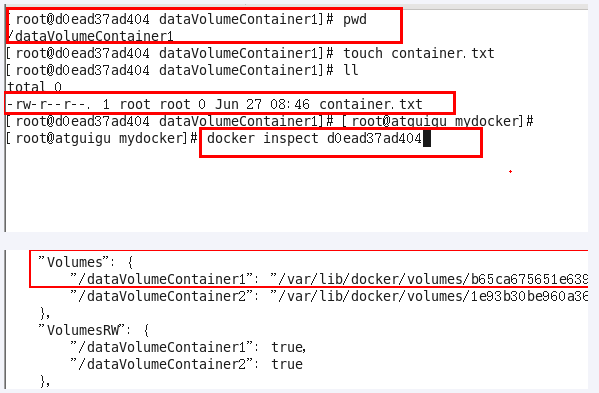 [root@d0ead37ad404 dataVolumeContainer1]# pwd
/dataVolumeContainer1
[root@d0ead37ad404 dataVolumeContainer1]# touch container.txt
[root@d0ead37ad404 dataVolumeContainer1]# ll
total 0
-rw-r--r--. 1 root root 0 Jun 27 08:46 container.txt
[root@d0ead37ad404 dataVolumeContainer1]# [root@atguigu mydocker]#
[root@atguigu mydocker]# docker inspect d0ead37ad404
"Volumes": {
"/dataVolumeContainer1": "/var/lib/docker/volumes/b65ca675651e639
"/dataVolumeContainer2": "/var/lib/docker/volumes/1e93b30be960a36
},
"VolumesRW": {
"/dataVolumeContainer1": true,
"/dataVolumeContainer2": true
},